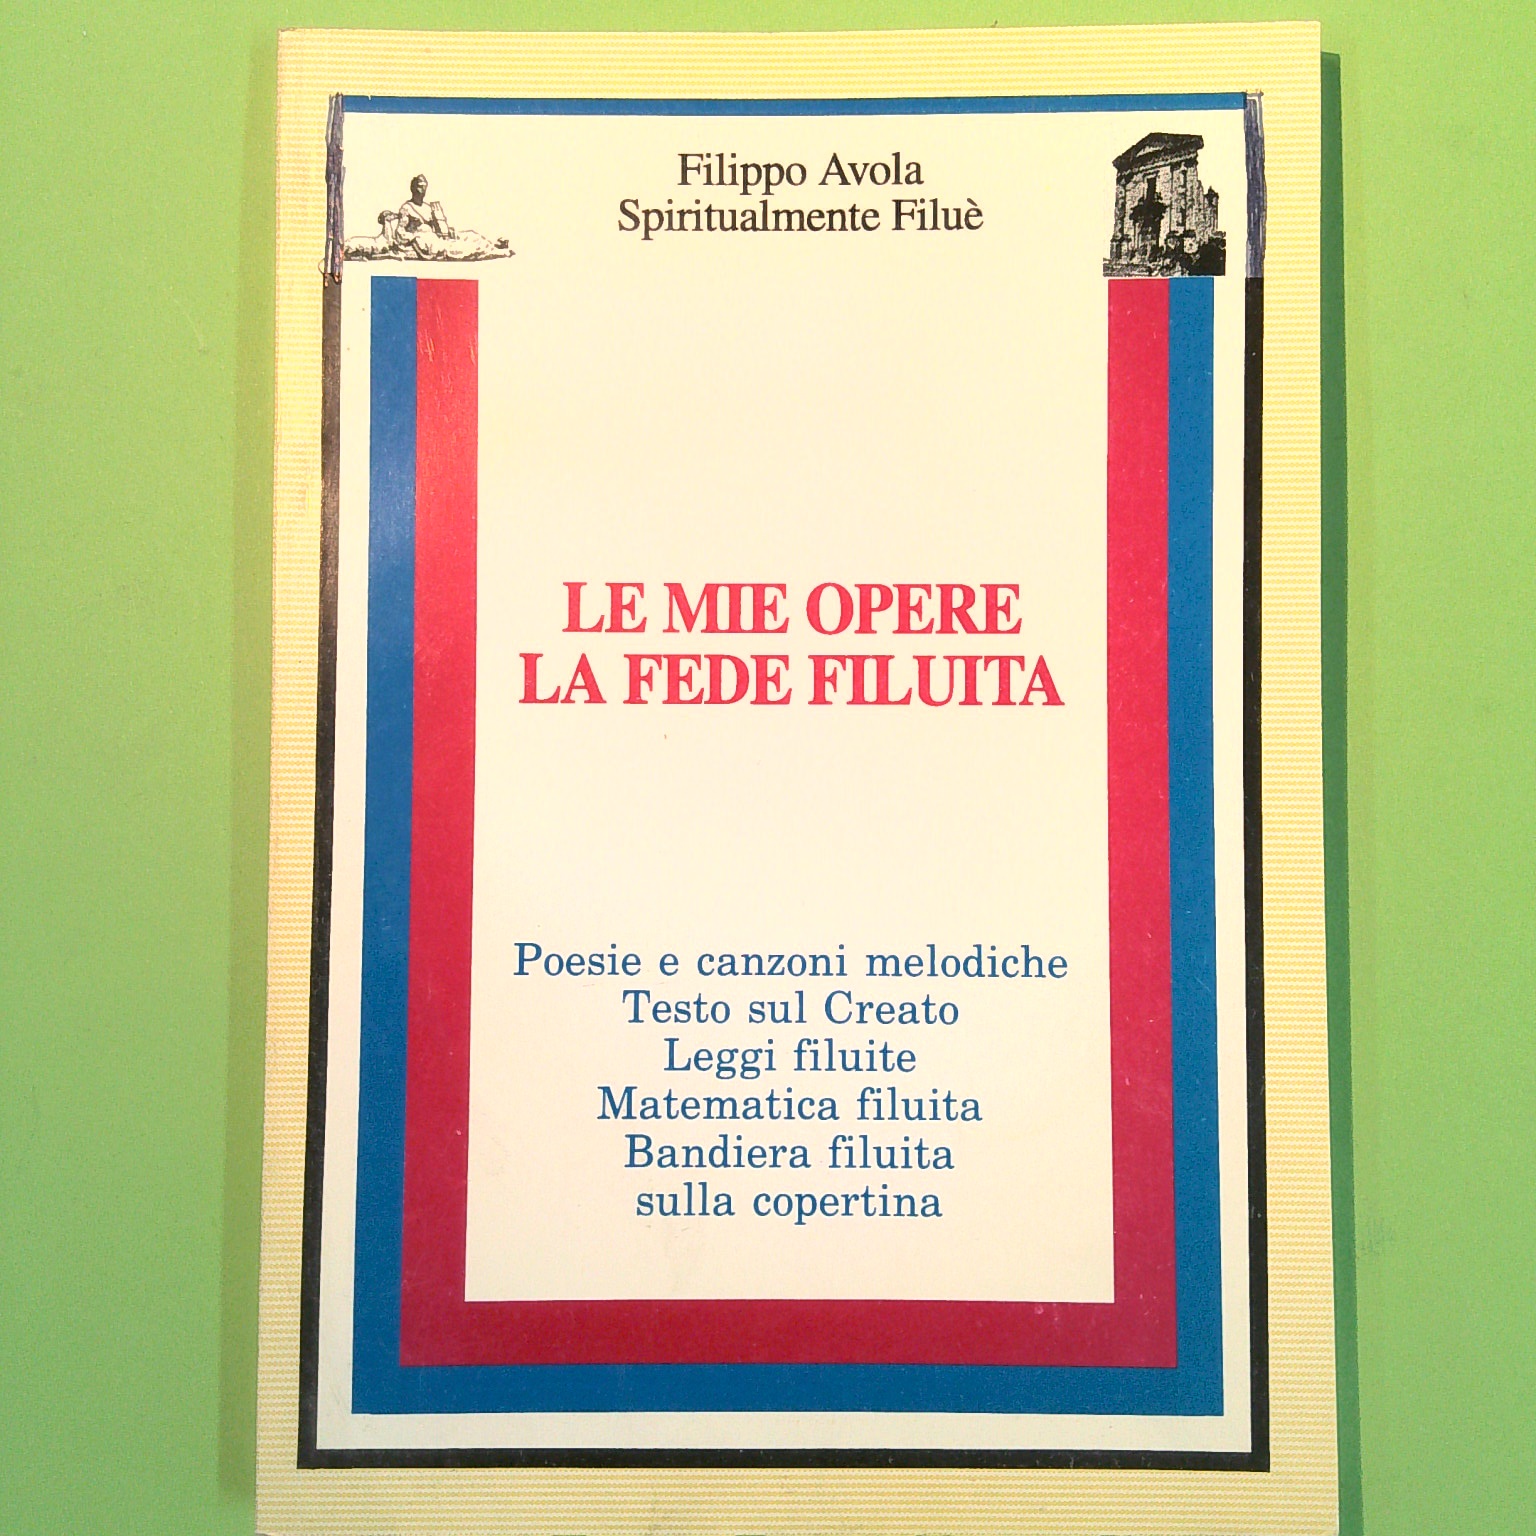 Filippo Avola
Spiritualmente Filuè
LE MIE OPERE
LA FEDE FILUITA
Poesie e canzoni melodiche
Testo sul Creato
Leggi filuite
Matematica filuita
Bandiera filuita
sulla copertina